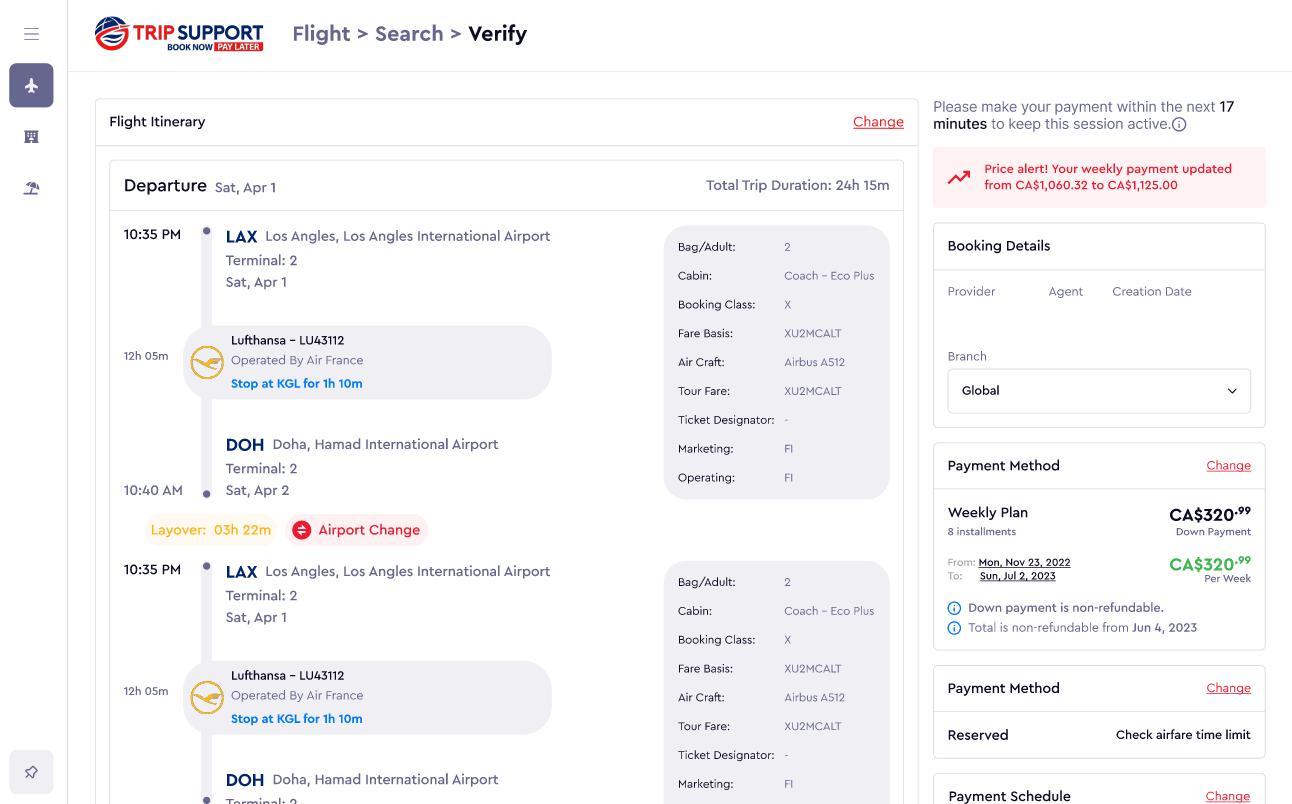 TRIP SUPPORT
BOOK NOW PAY LATER
Flight > Search > Verify
Flight Itinerary
Change
Departure Sat, Apr 1
Total Trip Duration: 24h 15m
10:35 PM
LAX Los Angles, Los Angles International Airport
Terminal: 2
Sat, Apr 1
12h 05m
Lufthansa - LU43112
Operated By Air France
Stop at KGL for 1h 10m
DOH Doha, Hamad International Airport
Terminal: 2
10:40 AM
Sat, Apr 2
Bag/Adult: 2
Cabin: Coach - Eco Plus
Booking Class: X
Fare Basis: XU2MCALT
Air Craft: Airbus A512
Tour Fare: XU2MCALT
Ticket Designator: -
Marketing: FI
Operating: FI
Layover: 03h 22m
Airport Change
10:35 PM
LAX Los Angles, Los Angles International Airport
Terminal: 2
Sat, Apr 1
12h 05m
Lufthansa - LU43112
Operated By Air France
Stop at KGL for 1h 10m
DOH Doha, Hamad International Airport
Terminal: 2
Bag/Adult: 2
Cabin: Coach - Eco Plus
Booking Class: X
Fare Basis: XU2MCALT
Air Craft: Airbus A512
Tour Fare: XU2MCALT
Ticket Designator: -
Marketing: FI
Please make your payment within the next 17
minutes to keep this session active.
Price alert! Your weekly payment updated
from CA$1,060.32 to CA$1,125.00
Booking Details
Provider Agent Creation Date
Branch
Global
Payment Method
Change
Weekly Plan
CA$320.99
8 installments
Down Payment
From: Mon, Nov 23, 2022
To: Sun, Jul 2, 2023
CA$320.99
Per Week
Down payment is non-refundable.
Total is non-refundable from Jun 4, 2023
Payment Method
Change
Reserved
Check airfare time limit
Payment Schedule
Change